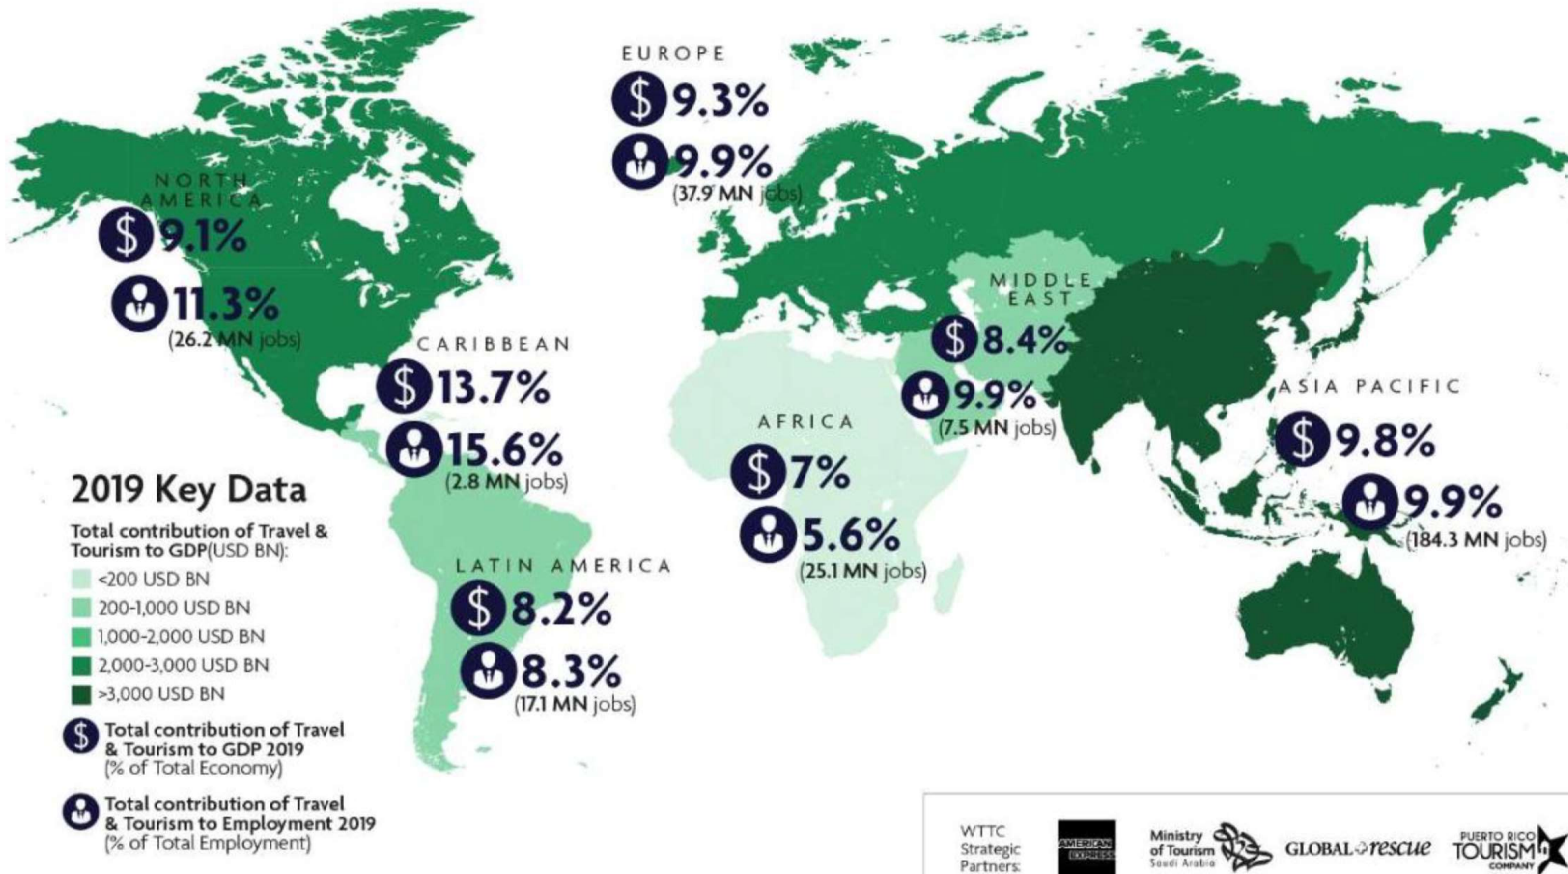 EUROPE
$ 9.3%
9.9%
(37.9 MN jobs)
NORTH
AMERICA
$ 9.1%
11.3%
(26.2 MN jobs)
CARIBBEAN
$ 13.7%
15.6%
(2.8 MN jobs)
LATIN AMERICA
$ 8.2%
8.3%
(17.1 MN jobs)
AFRICA
$ 7%
5.6%
(25.1 MN jobs)
MIDDLE
EAST
$ 8.4%
9.9%
(7.5 MN jobs)
ASIA PACIFIC
$ 9.8%
9.9%
(184.3 MN jobs)
2019 Key Data
Total contribution of Travel &
Tourism to GDP(USD BN):
<200 USD BN
200-1,000 USD BN
1,000-2,000 USD BN
2,000-3,000 USD BN
>3,000 USD BN
$ Total contribution of Travel
& Tourism to GDP 2019
(% of Total Economy)
Total contribution of Travel
& Tourism to Employment 2019
(% of Total Employment)
WTTC
Strategic
Partners:
AMERICAN
EXPRESS
Ministry
of Tourism
Saudi Arabia
GLOBAL rescue
PUERTO RICO
TOURISM
COMPANY